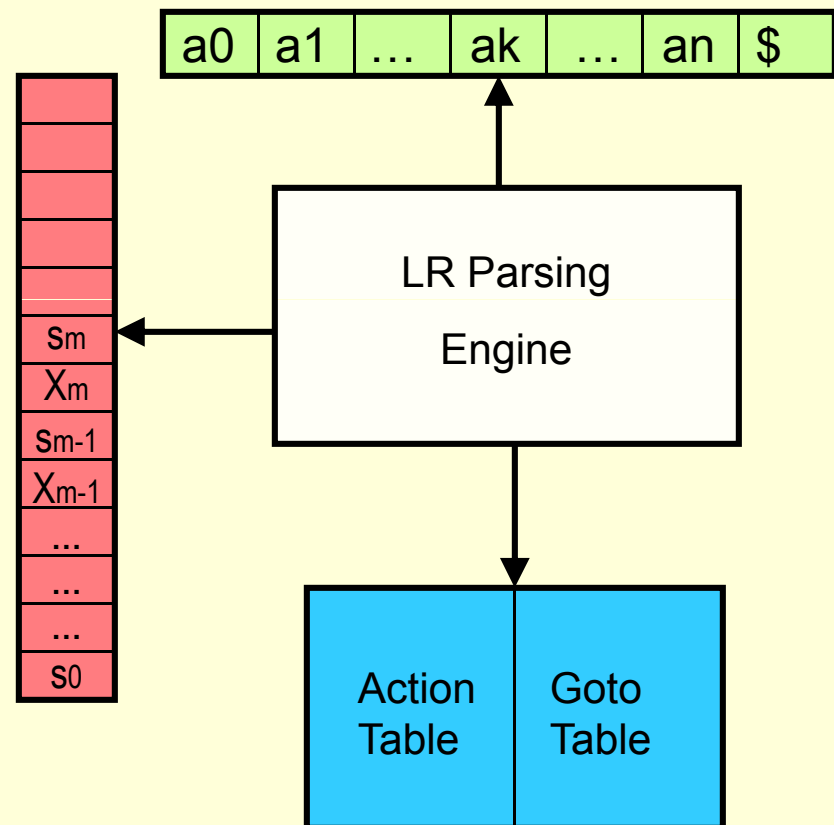 a0 a1 … ak … an $
sm
Xm
sm-1
Xm-1
...
...
...
s0
LR Parsing
Engine
Action Goto
Table Table